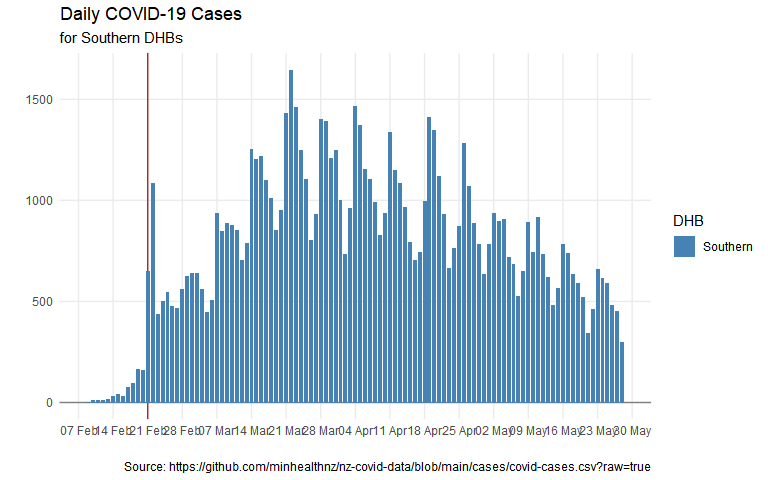 Daily COVID-19 Cases
for Southern DHBs
1500
1000
500
0
DHB
Southern
07 Feb 14 Feb 21 Feb 28 Feb 07 Mar 14 Mar 21 Mar 28 Mar 04 Apr 11 Apr 18 Apr 25 Apr 02 May 09 May 16 May 23 May 30 May
Source: https://github.com/minhealthnz/nz-covid-data/blob/main/cases/covid-cases.csv?raw=true